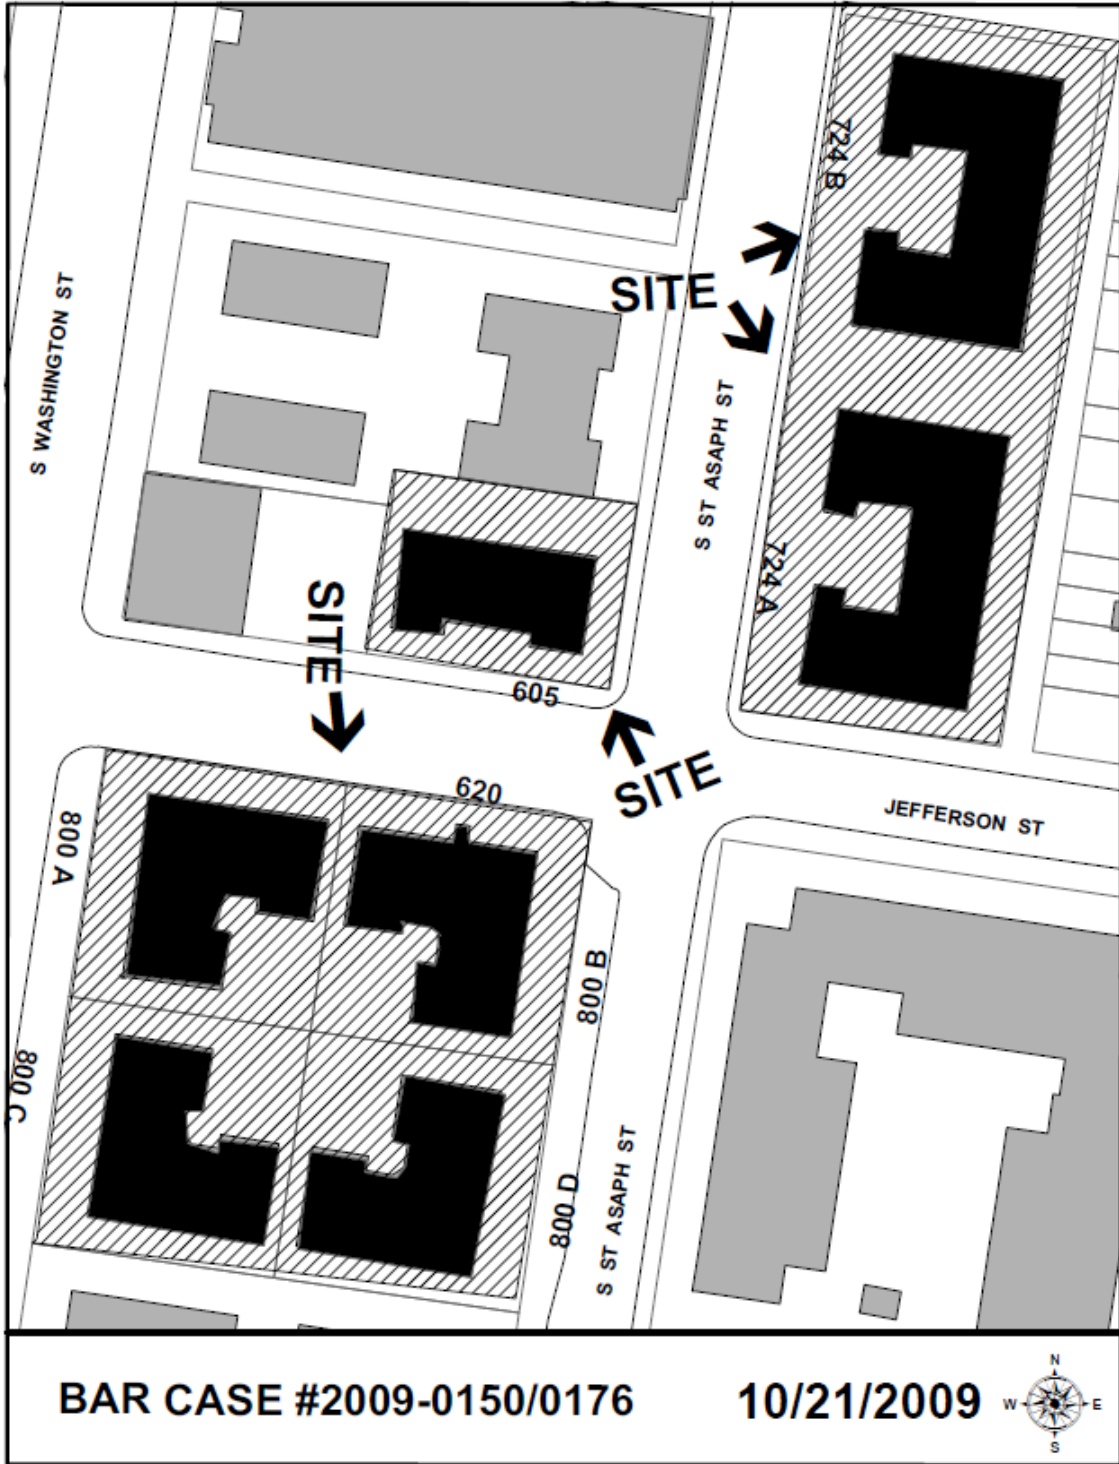 724 B
SITE
S WASHINGTON ST
S ST ASAPH ST
724 A
SITE
605
SITE
620
JEFFERSON ST
800 A
800 B
800 C
800 D
S ST ASAPH ST
BAR CASE #2009-0150/0176
10/21/2009
N
W
E
S